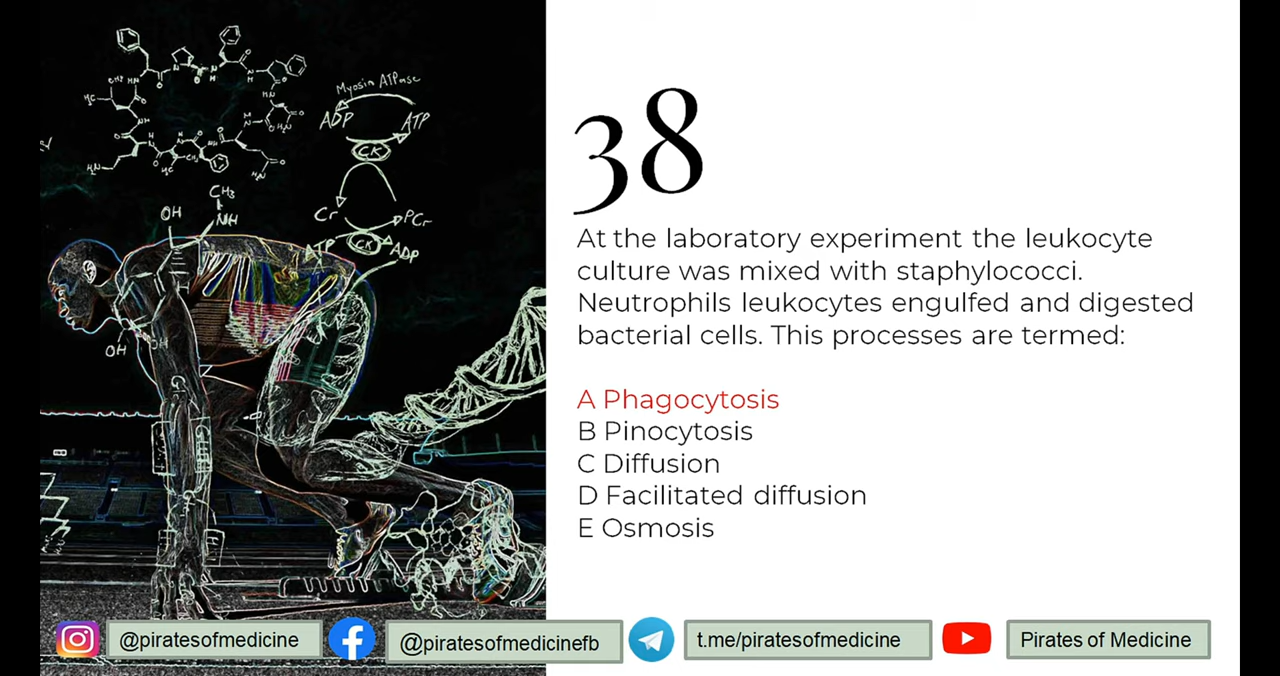 Myosin ATPase
ADP
ATP
CK
Cr
PCr
CK
ATP
ADP
CH3
NH
OH
OH
38
At the laboratory experiment the leukocyte
culture was mixed with staphylococci.
Neutrophils leukocytes engulfed and digested
bacterial cells. This processes are termed:
A Phagocytosis
B Pinocytosis
C Diffusion
D Facilitated diffusion
E Osmosis
@piratesofmedicine
@piratesofmedicinefb
t.me/piratesofmedicine
Pirates of Medicine